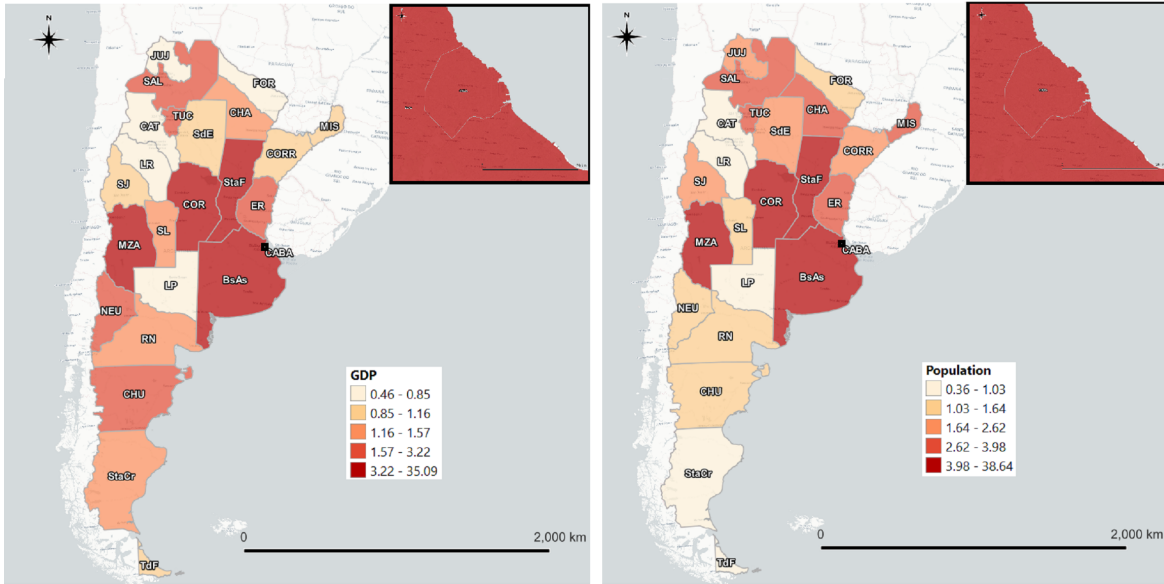 N
JUJ
SAL
FOR
TUC
CHA
CAT
SdE
MIS
LR
CORR
SJ
StaF
COR
ER
MZA
SL
CABA
BsAs
LP
NEU
RN
CHU
StaCr
TdF
GDP
0.46 - 0.85
0.85 - 1.16
1.16 - 1.57
1.57 - 3.22
3.22 - 35.09
0
2,000 km
N
JUJ
SAL
FOR
TUC
CHA
CAT
SdE
MIS
LR
CORR
SJ
StaF
COR
ER
MZA
SL
CABA
BsAs
LP
NEU
RN
CHU
StaCr
TdF
Population
0.36 - 1.03
1.03 - 1.64
1.64 - 2.62
2.62 - 3.98
3.98 - 38.64
0
2,000 km